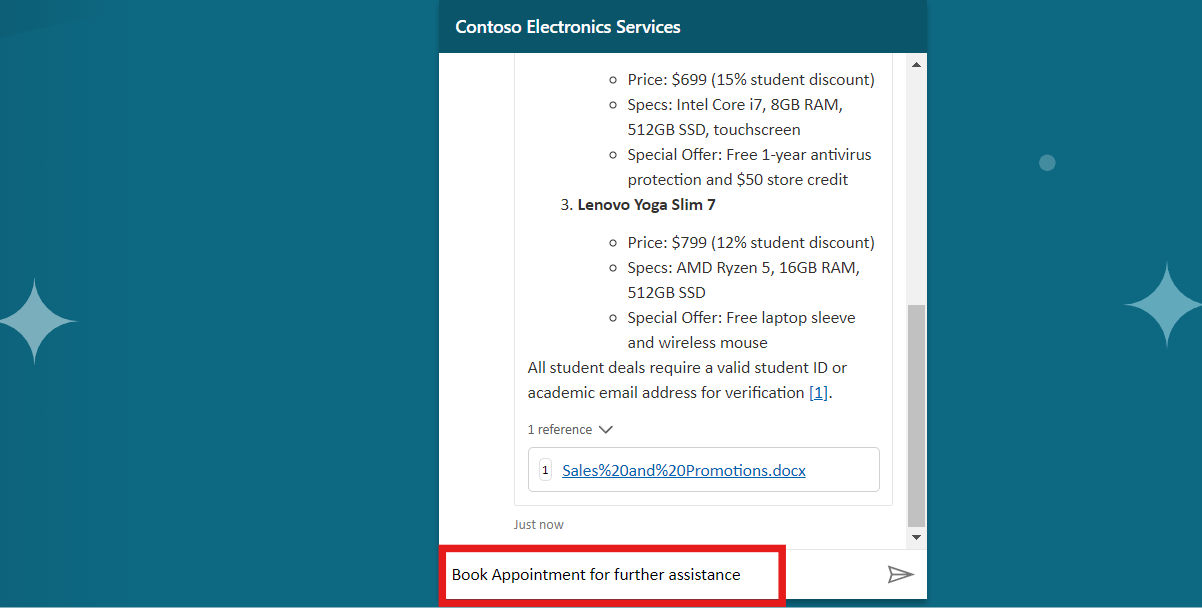 Contoso Electronics Services
○ Price: $699 (15% student discount)
○ Specs: Intel Core i7, 8GB RAM,
512GB SSD, touchscreen
○ Special Offer: Free 1-year antivirus
protection and $50 store credit
3. Lenovo Yoga Slim 7
○ Price: $799 (12% student discount)
○ Specs: AMD Ryzen 5, 16GB RAM,
512GB SSD
○ Special Offer: Free laptop sleeve
and wireless mouse
All student deals require a valid student ID or
academic email address for verification [1].
1 reference
1 Sales%20and%20Promotions.docx
Just now
Book Appointment for further assistance